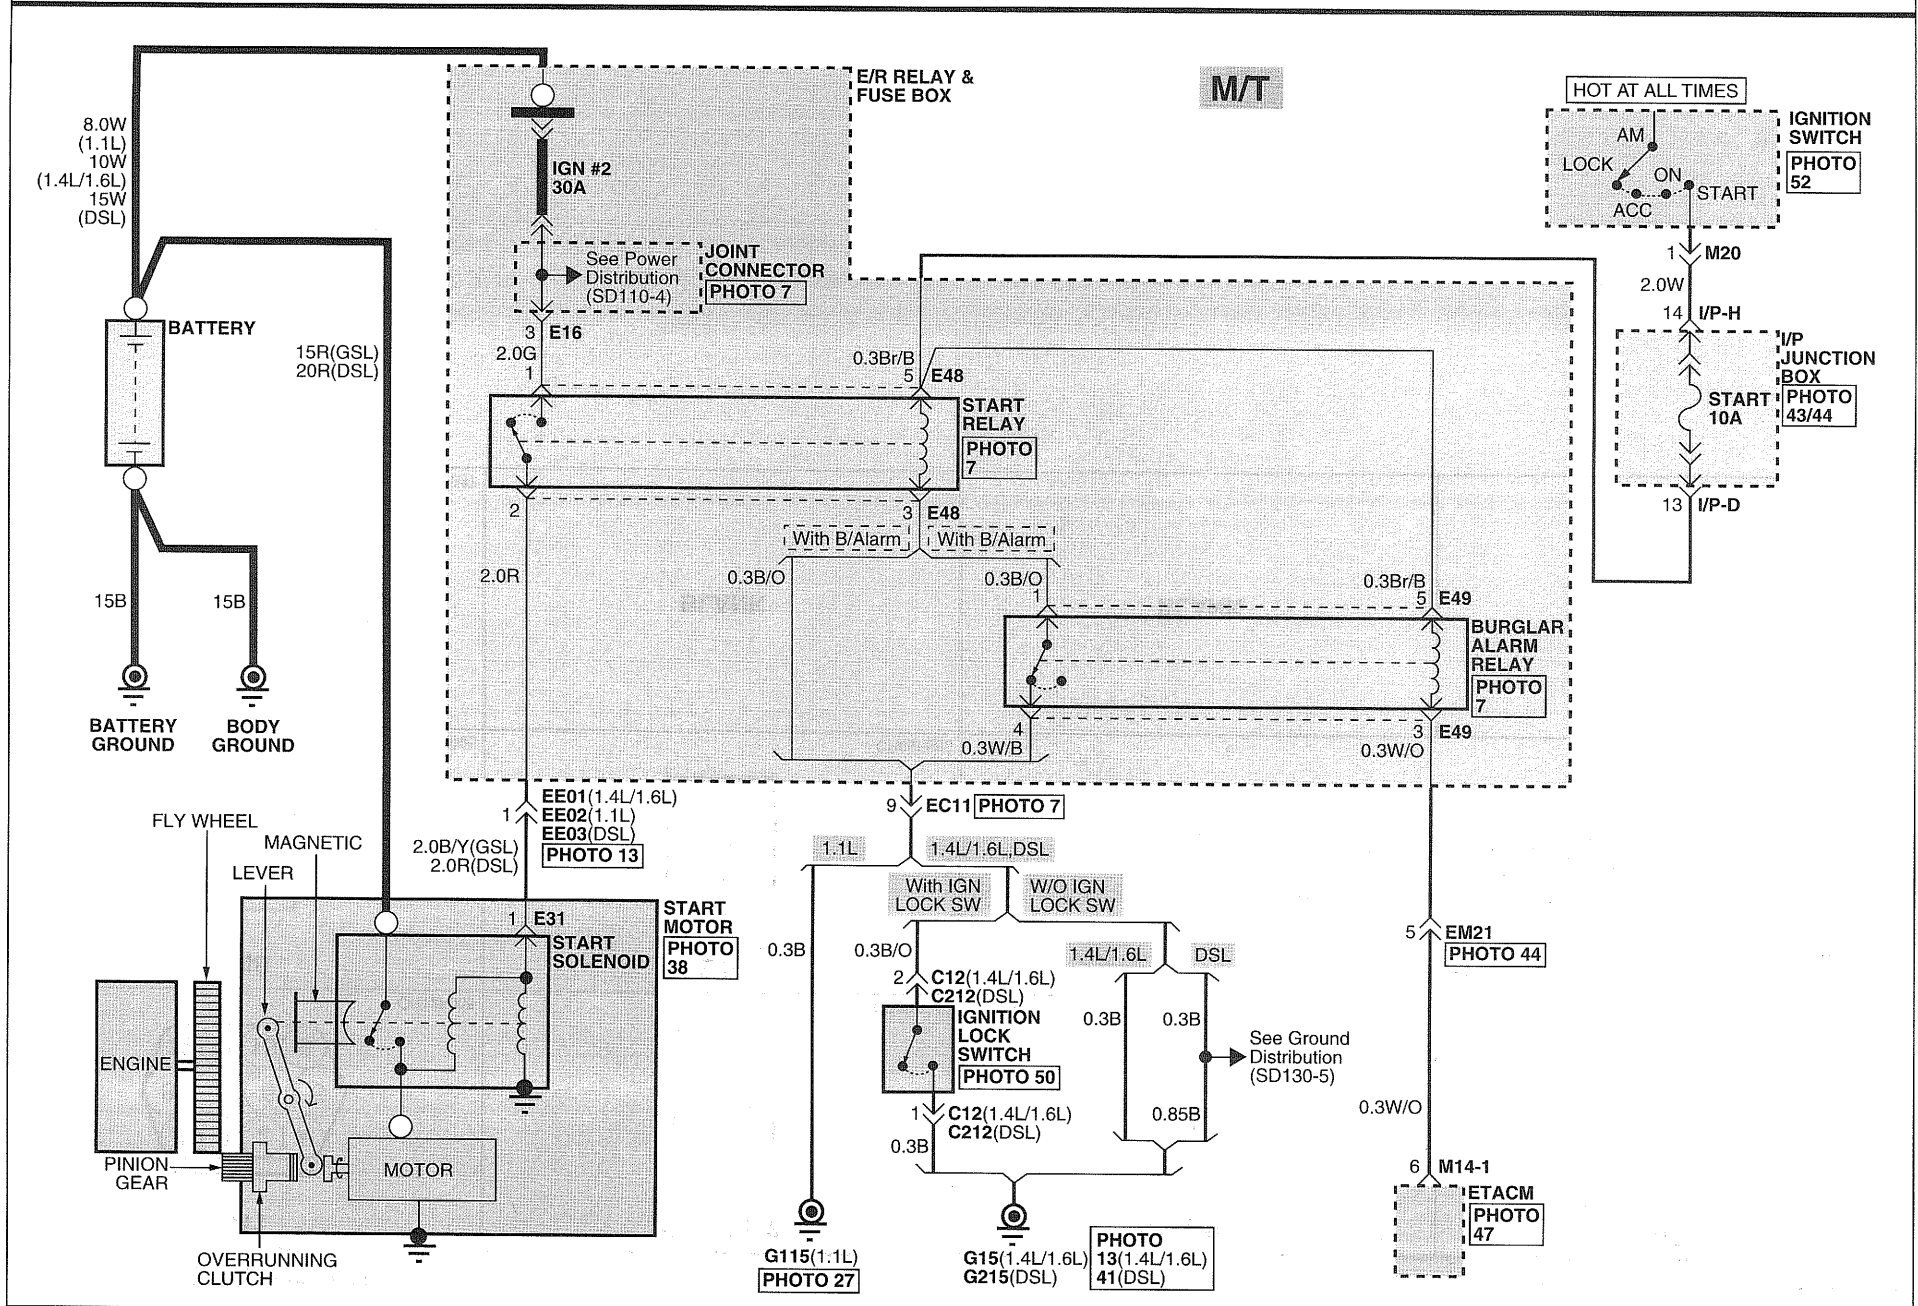 M/T
HOT AT ALL TIMES
E/R RELAY &
FUSE BOX
8.0W
(1.1L)
10W
(1.4L/1.6L)
15W
(DSL)
IGN #2
30A
See Power
Distribution
(SD110-4)
JOINT
CONNECTOR
PHOTO 7
3 E16
2.0G
1
IGNITION
SWITCH
PHOTO
52
AM
LOCK
ON
START
ACC
1 M20
2.0W
14 I/P-H
I/P
JUNCTION
BOX
PHOTO
43/44
START
10A
13 I/P-D
BATTERY
15R(GSL)
20R(DSL)
0.3Br/B
5 E48
START
RELAY
PHOTO
7
2
3 E48
With B/Alarm
With B/Alarm
2.0R
0.3B/O
0.3B/O
1
0.3Br/B
5 E49
BURGLAR
ALARM
RELAY
PHOTO
7
4
0.3W/B
3 E49
0.3W/O
15B
15B
BATTERY
GROUND
BODY
GROUND
EE01(1.4L/1.6L)
1 EE02(1.1L)
EE03(DSL)
PHOTO 13
2.0B/Y(GSL)
2.0R(DSL)
9 EC11 PHOTO 7
1.1L
1.4L/1.6L,DSL
With IGN
LOCK SW
W/O IGN
LOCK SW
FLY WHEEL
MAGNETIC
LEVER
1 E31
START
SOLENOID
START
MOTOR
PHOTO
38
0.3B
0.3B/O
1.4L/1.6L
DSL
2 C12(1.4L/1.6L)
C212(DSL)
IGNITION
LOCK
SWITCH
PHOTO 50
1 C12(1.4L/1.6L)
C212(DSL)
0.3B
0.3B
0.3B
0.85B
See Ground
Distribution
(SD130-5)
5 EM21
PHOTO 44
0.3W/O
6 M14-1
ETACM
PHOTO
47
ENGINE
PINION
GEAR
MOTOR
OVERRUNNING
CLUTCH
G115(1.1L)
PHOTO 27
G15(1.4L/1.6L)
G215(DSL)
PHOTO
13(1.4L/1.6L)
41(DSL)